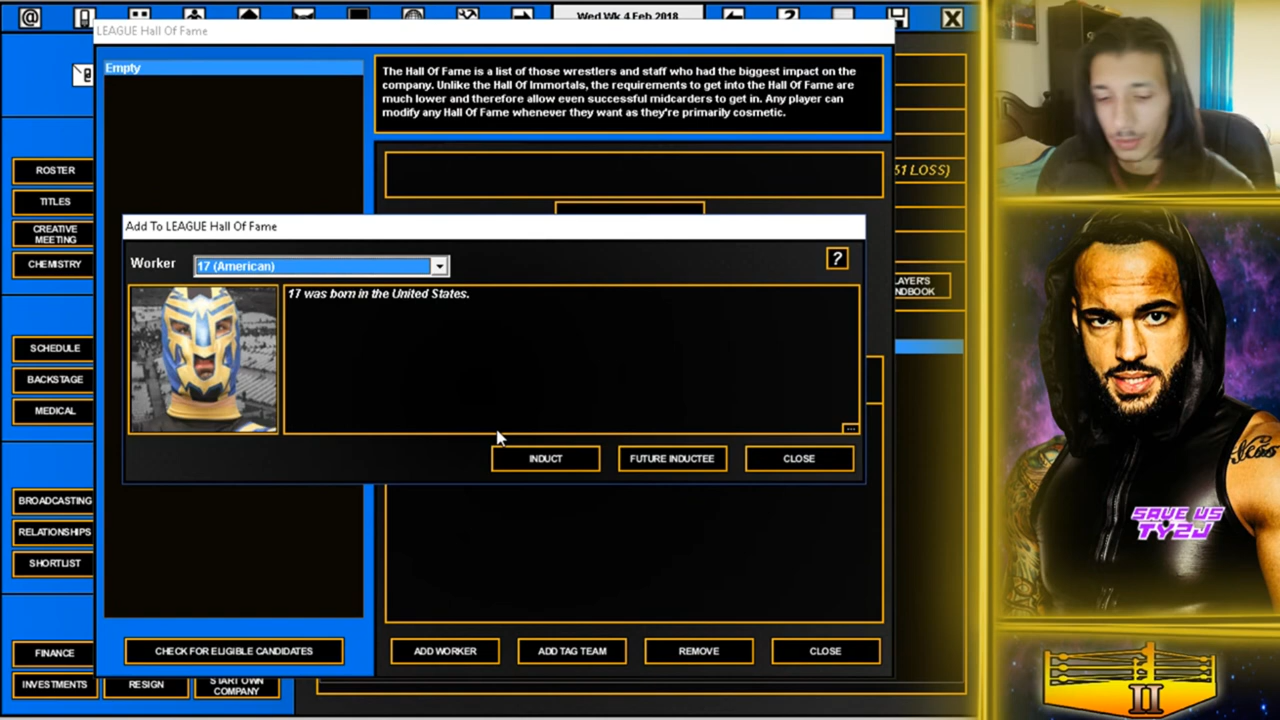 Wed Wk 4 Feb 2018
LEAGUE Hall Of Fame
Empty
The Hall Of Fame is a list of those wrestlers and staff who had the biggest impact on the
company. Unlike the Hall Of Immortals, the requirements to get into the Hall Of Fame are
much lower and therefore allow even successful midcarders to get in. Any player can
modify any Hall Of Fame whenever they want as they're primarily cosmetic.
51 LOSS)
ROSTER
TITLES
CREATIVE
MEETING
CHEMISTRY
Add To LEAGUE Hall Of Fame
Worker
17 (American)
?
17 was born in the United States.
...
INDUCT
FUTURE INDUCTEE
CLOSE
SCHEDULE
BACKSTAGE
MEDICAL
BROADCASTING
RELATIONSHIPS
SHORTLIST
FINANCE
INVESTMENTS
RESIGN
START OWN
COMPANY
CHECK FOR ELIGIBLE CANDIDATES
ADD WORKER
ADD TAG TEAM
REMOVE
CLOSE
SAVE US
TY2J
II